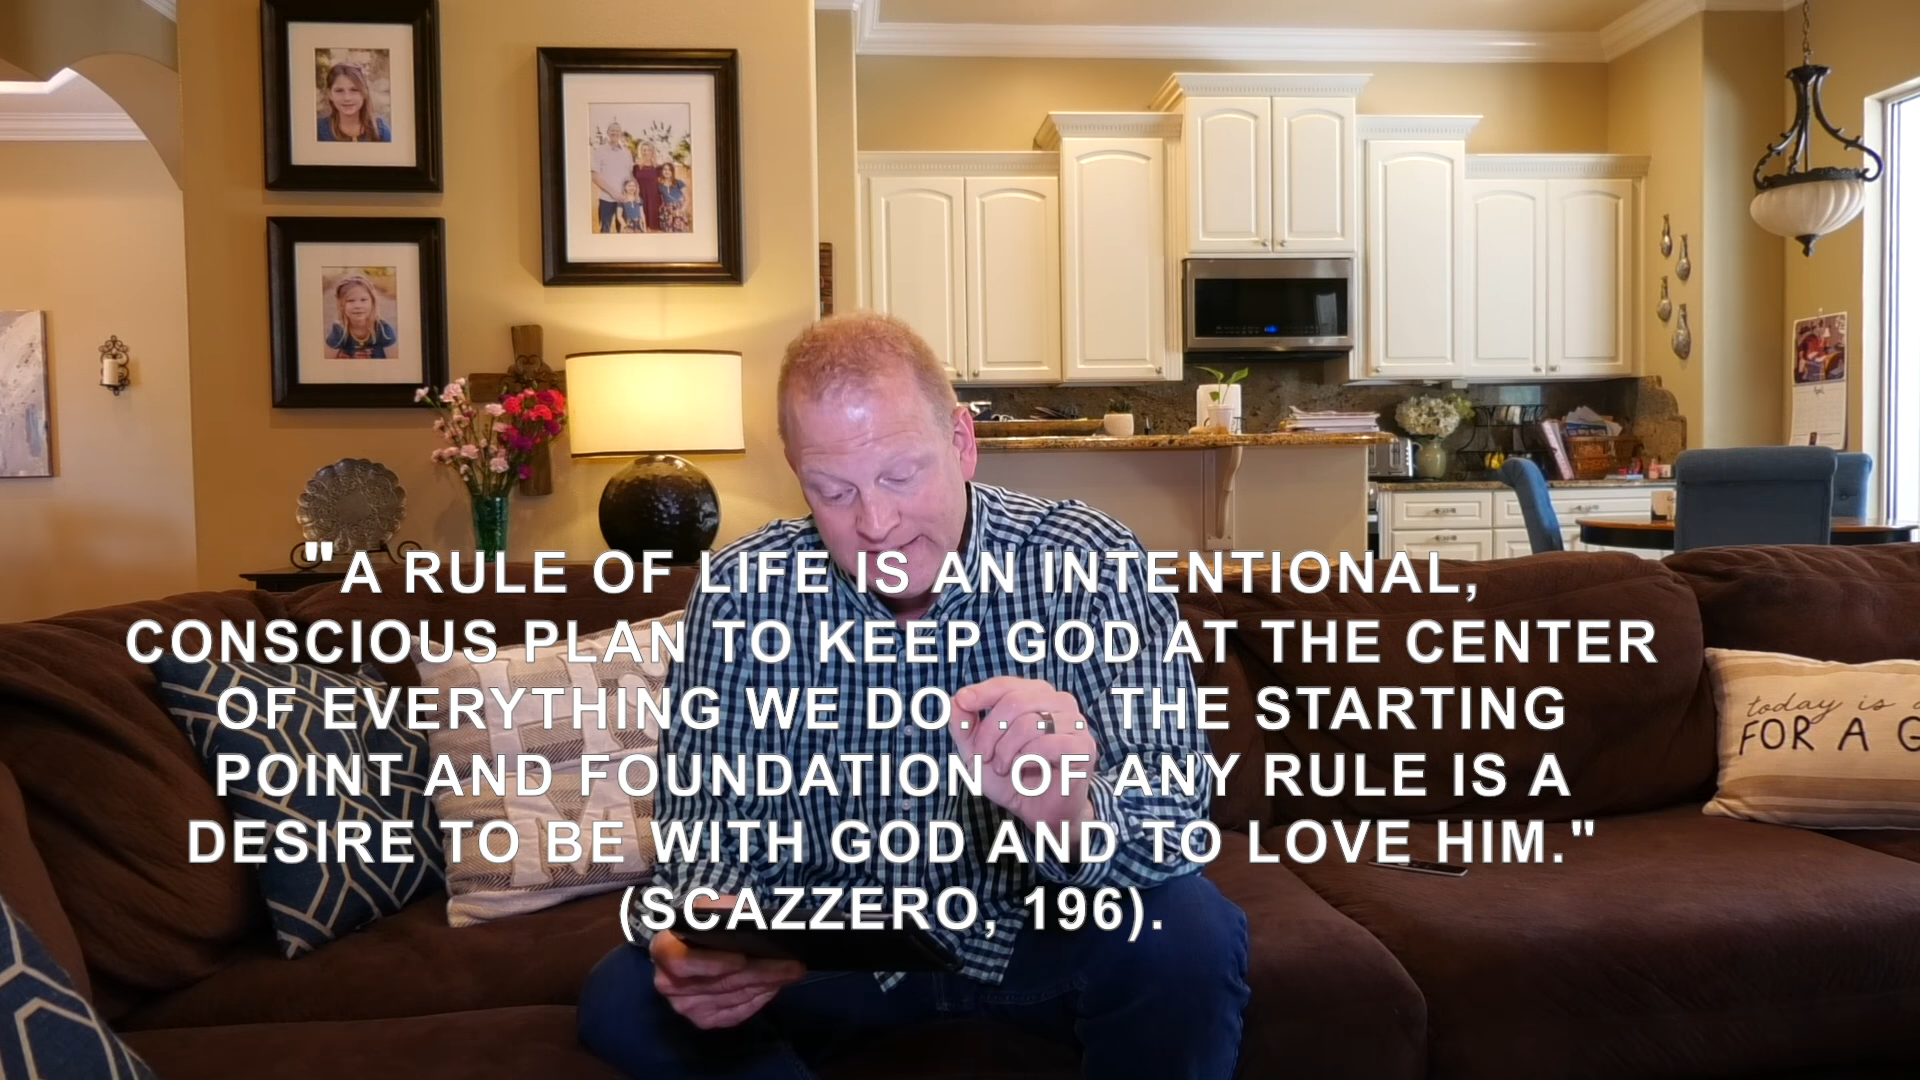 "A RULE OF LIFE IS AN INTENTIONAL,
CONSCIOUS PLAN TO KEEP GOD AT THE CENTER
OF EVERYTHING WE DO. . . . THE STARTING
POINT AND FOUNDATION OF ANY RULE IS A
DESIRE TO BE WITH GOD AND TO LOVE HIM."
(SCAZZERO, 196).
today is
FOR A G